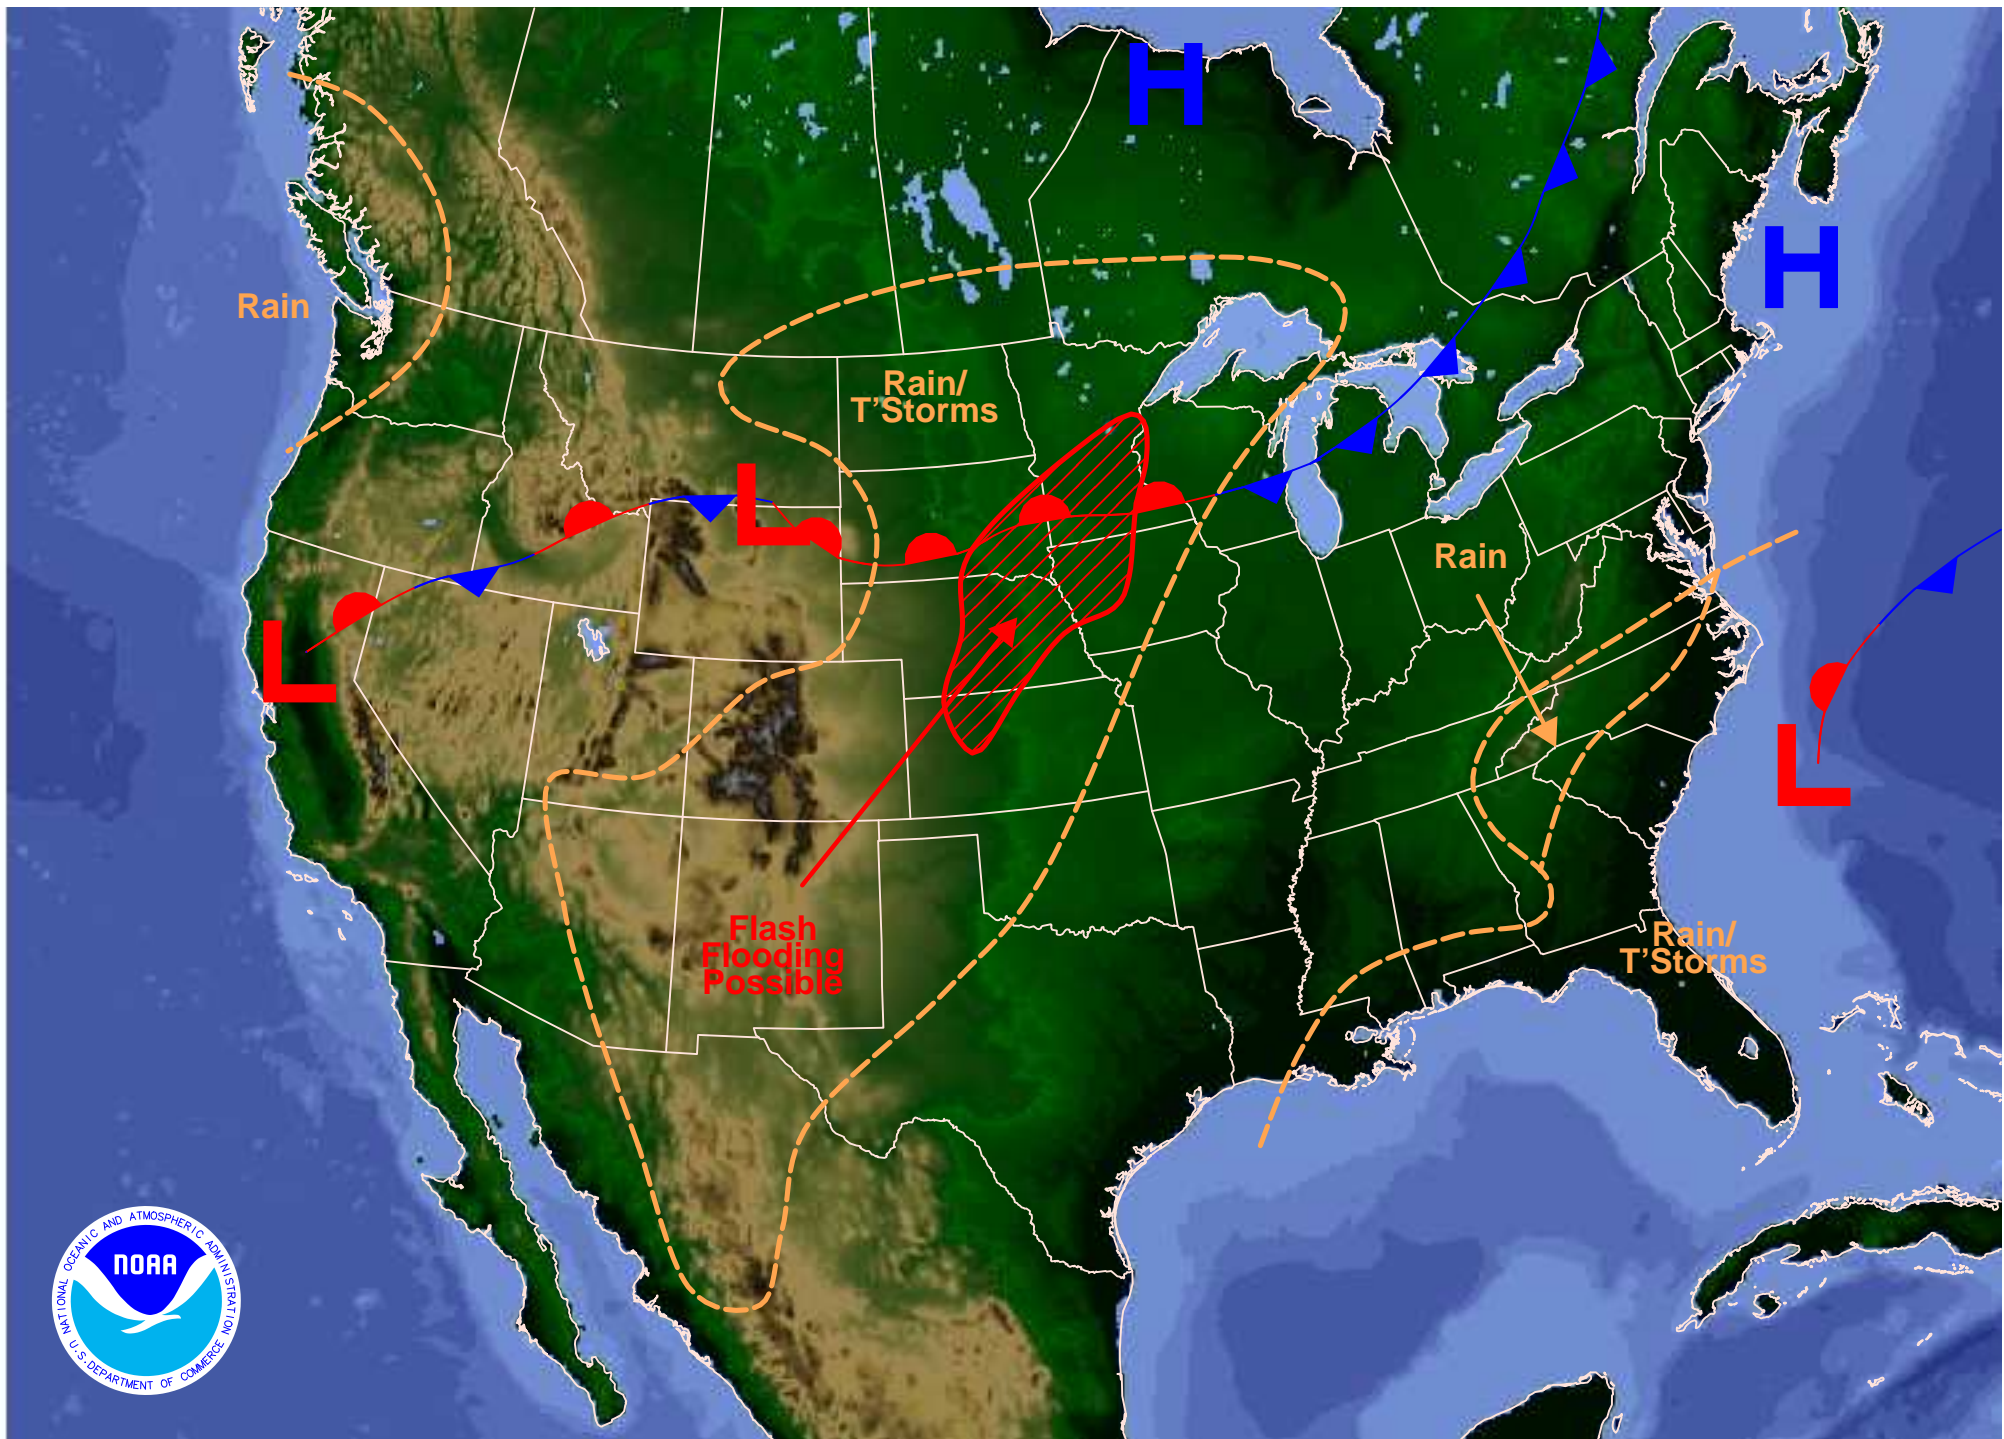 H
H
Rain
Rain/
T'Storms
L
Rain
L
L
Flash
Flooding
Possible
Rain/
T'Storms
NATIONAL OCEANIC AND ATMOSPHERIC ADMINISTRATION
NOAA
U.S. DEPARTMENT OF COMMERCE